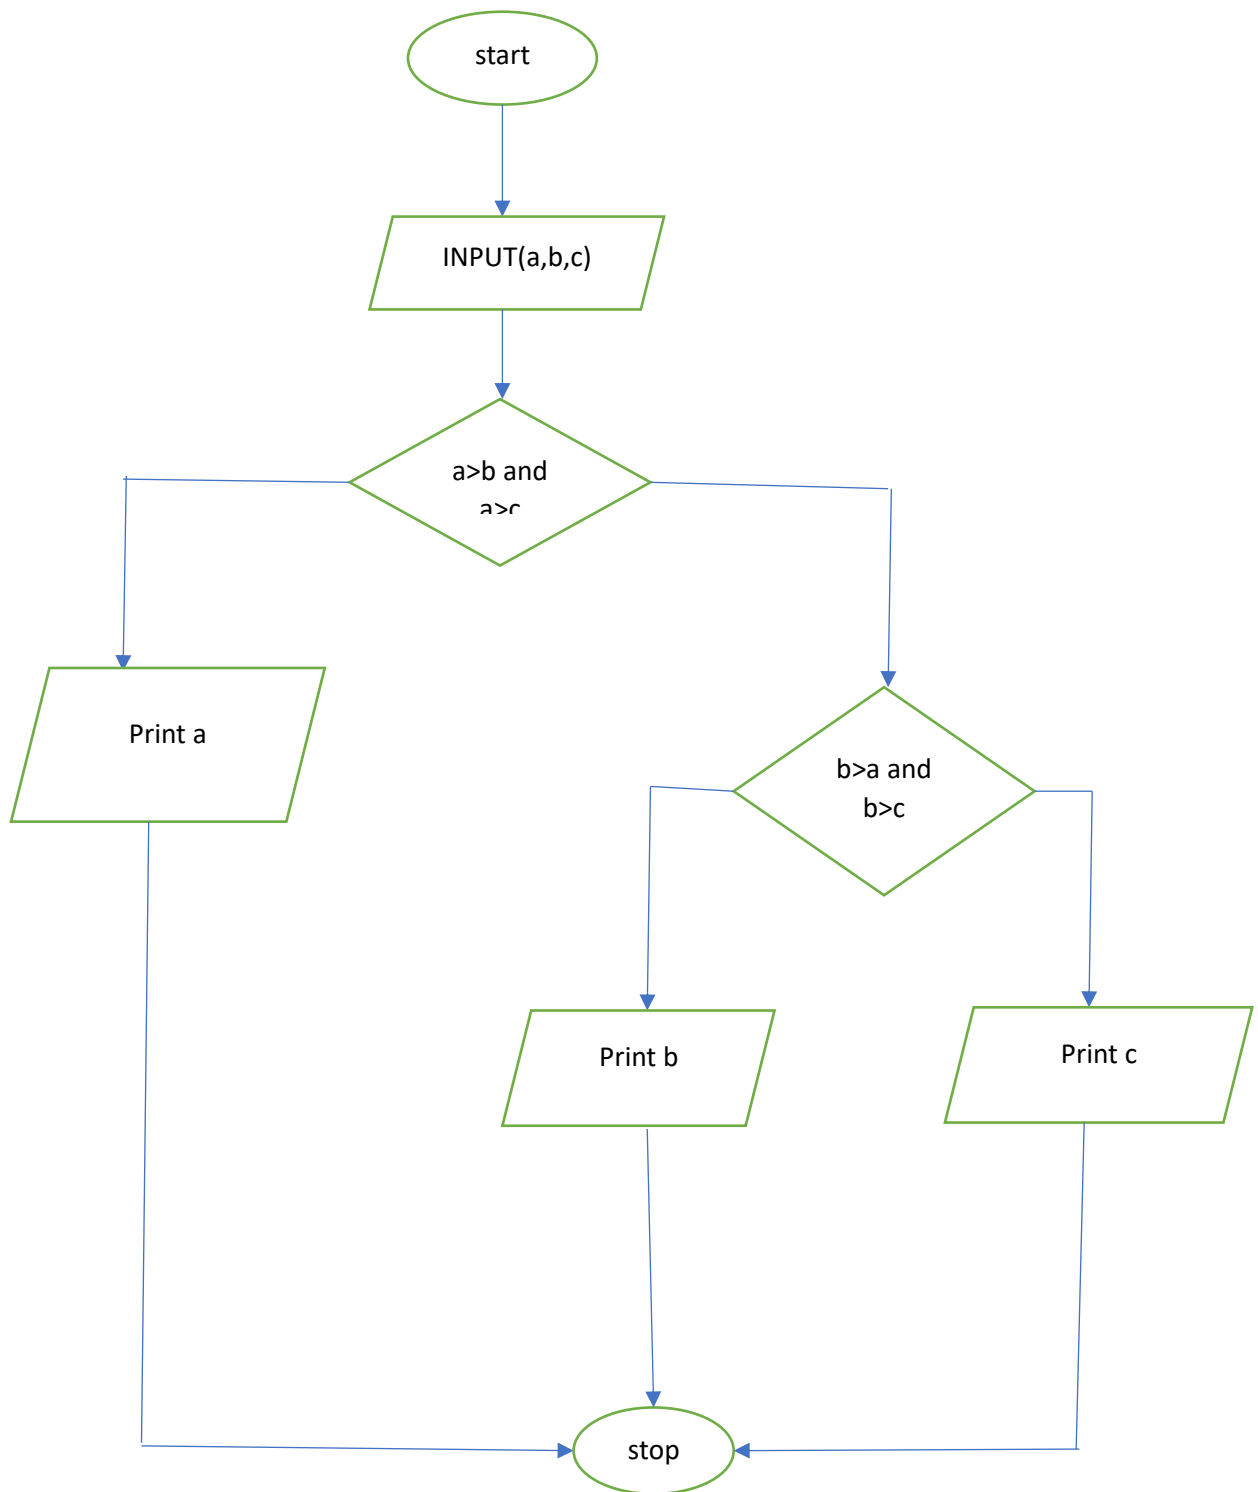 start
INPUT(a,b,c)
a>b and
a>c
Print a
b>a and
b>c
Print b
Print c
stop